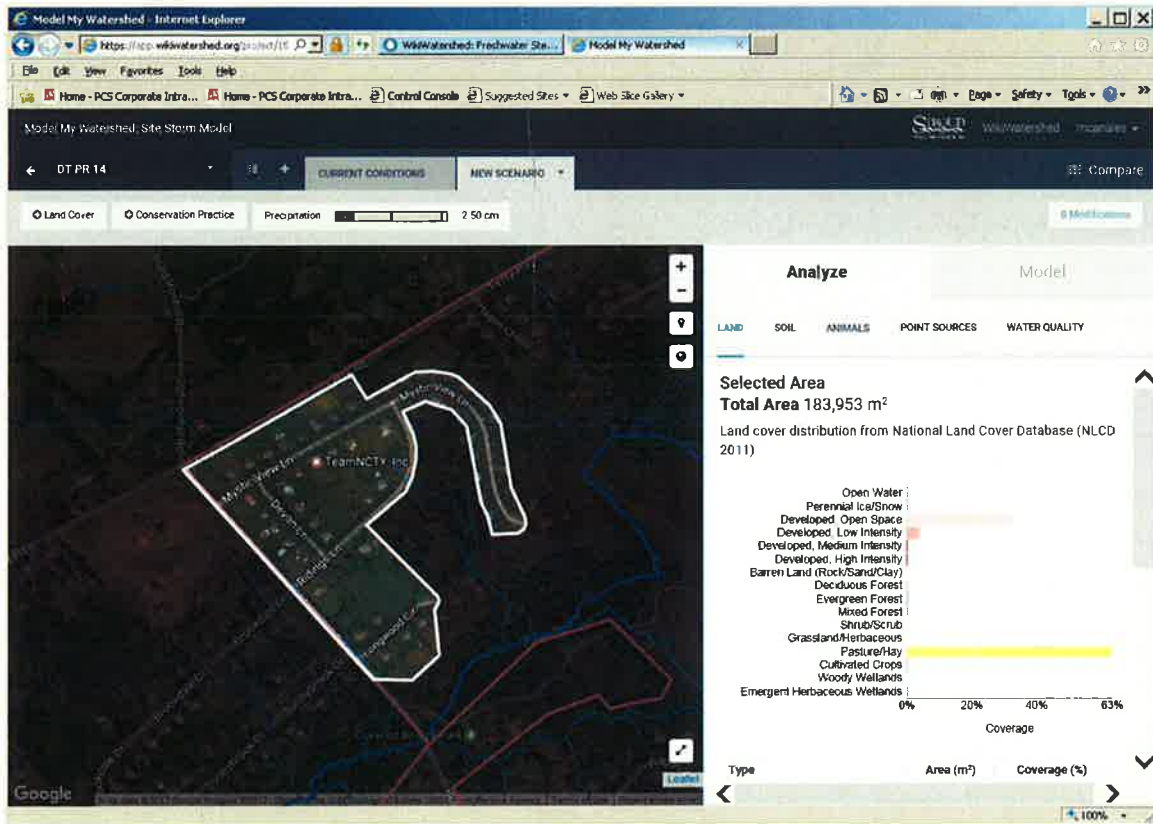 Model My Watershed - Internet Explorer
WikiWatershed: Freshwater Ste... Model My Watershed
File Edit View Favorites Tools Help
Home - PCS Corporate Intra... Home - PCS Corporate Intra... Control Console Suggested Sites Web Slice Gallery Page Safety Tools
Model My Watershed, Site Storm Model WikiWatershed
DT PR 14 CURRENT CONDITIONS NEW SCENARIO Compare
Land Cover Conservation Practice Precipitation 2.50 cm Modifications
Analyze Model
LAND SOIL ANIMALS POINT SOURCES WATER QUALITY
Selected Area
Total Area 183,953 m²
Land cover distribution from National Land Cover Database (NLCD
2011)
Open Water
Perennial Ice/Snow
Developed, Open Space
Developed, Low Intensity
Developed, Medium Intensity
Developed, High Intensity
Barren Land (Rock/Sand/Clay)
Deciduous Forest
Evergreen Forest
Mixed Forest
Shrub/Scrub
Grassland/Herbaceous
Pasture/Hay
Cultivated Crops
Woody Wetlands
Emergent Herbaceous Wetlands
0% 20% 40% 63%
Coverage
Type Area (m²) Coverage (%)
Mystic View Ln
TeamNCTX, Inc
Mystic View Ln
Ridings Ln
Longwood Ln
Leaflet
Google
100%